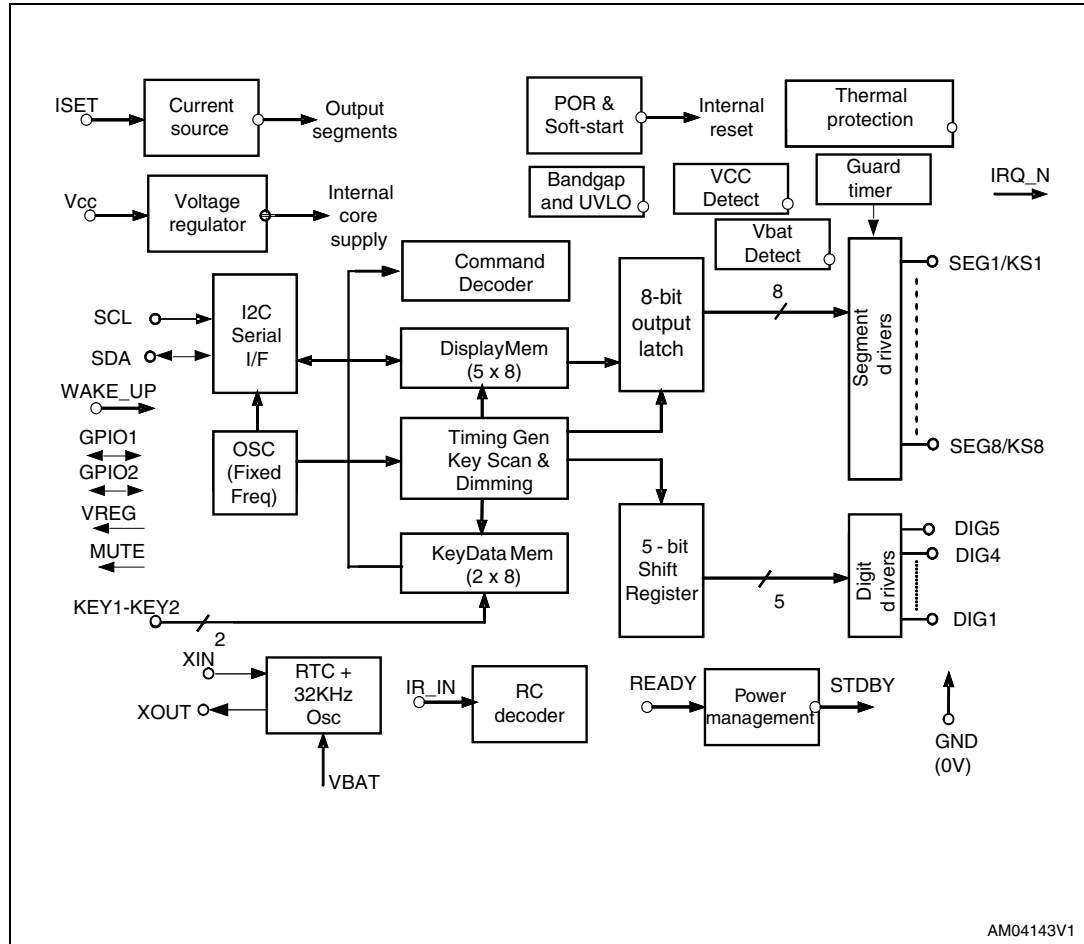 ISET
Current
source
Output
segments
POR &
Soft-start
Internal
reset
Thermal
protection
Vcc
Voltage
regulator
Internal
core
supply
Bandgap
and UVLO
VCC
Detect
Guard
timer
IRQ_N
Vbat
Detect
SCL
SDA
I2C
Serial
I/F
Command
Decoder
8-bit
output
latch
8
Segment drivers
SEG1/KS1
DisplayMem
(5 x 8)
WAKE_UP
GPIO1
GPIO2
VREG
MUTE
OSC
(Fixed
Freq)
Timing Gen
Key Scan &
Dimming
SEG8/KS8
KeyData Mem
(2 x 8)
5 - bit
Shift
Register
5
Digit drivers
DIG5
DIG4
DIG1
KEY1-KEY2
2
XIN
XOUT
RTC +
32KHz
Osc
VBAT
IR_IN
RC
decoder
READY
Power
management
STDBY
GND
(0V)
AM04143V1